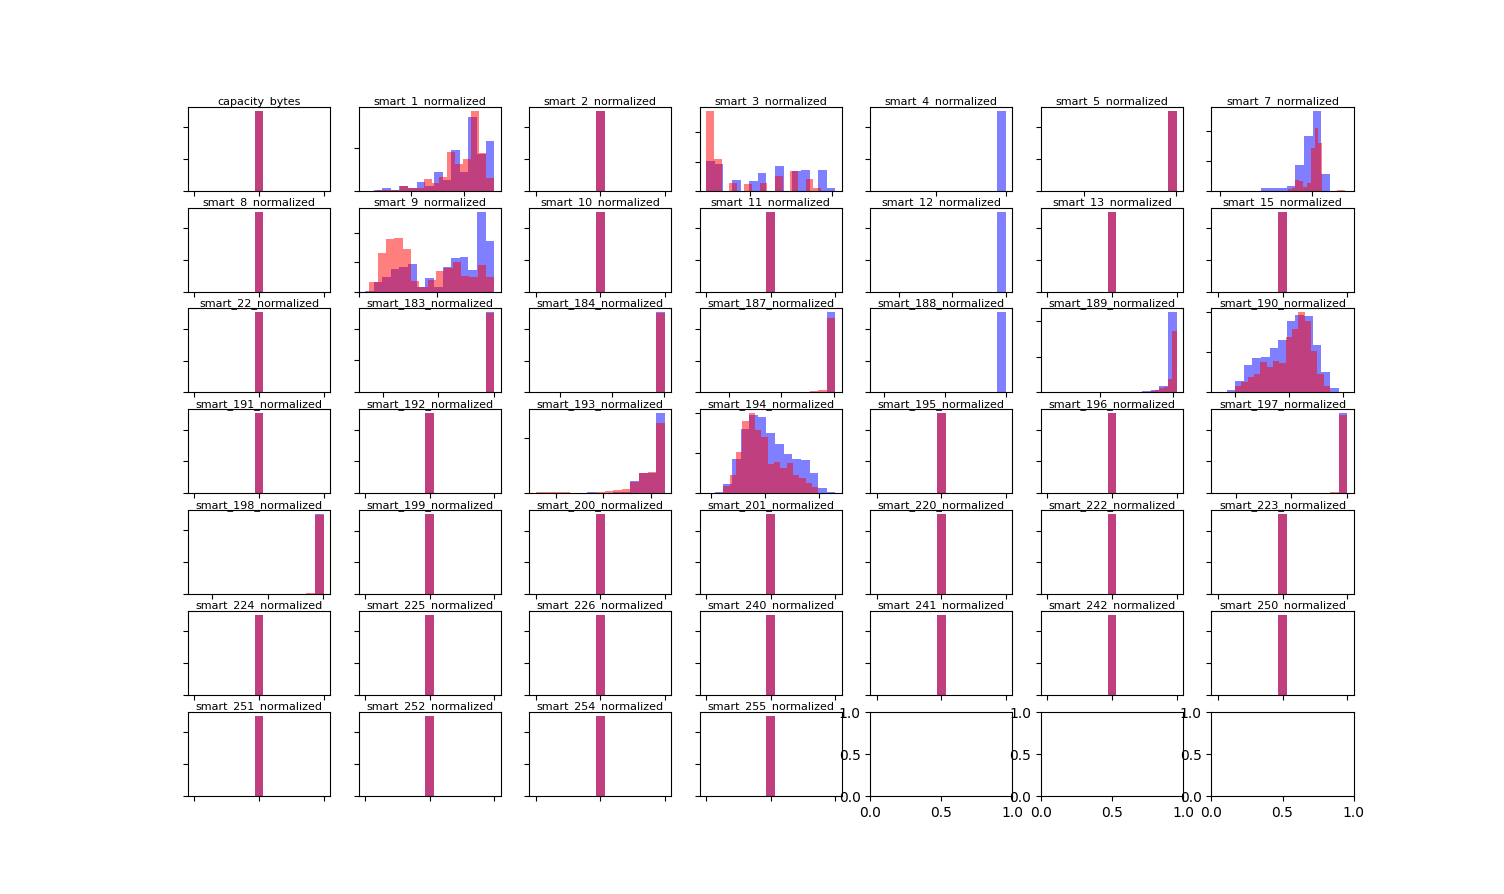 capacity_bytes smart_1_normalized smart_2_normalized smart_3_normalized smart_4_normalized smart_5_normalized smart_7_normalized
smart_8_normalized smart_9_normalized smart_10_normalized smart_11_normalized smart_12_normalized smart_13_normalized smart_15_normalized
smart_22_normalized smart_183_normalized smart_184_normalized smart_187_normalized smart_188_normalized smart_189_normalized smart_190_normalized
smart_191_normalized smart_192_normalized smart_193_normalized smart_194_normalized smart_195_normalized smart_196_normalized smart_197_normalized
smart_198_normalized smart_199_normalized smart_200_normalized smart_201_normalized smart_220_normalized smart_222_normalized smart_223_normalized
smart_224_normalized smart_225_normalized smart_226_normalized smart_240_normalized smart_241_normalized smart_242_normalized smart_250_normalized
smart_251_normalized smart_252_normalized smart_254_normalized smart_255_normalized
1.0 1.0 1.0
0.5 0.5 0.5
0.0 0.0 0.0
0.0 0.5 1.0 0.0 0.5 1.0 0.0 0.5 1.0